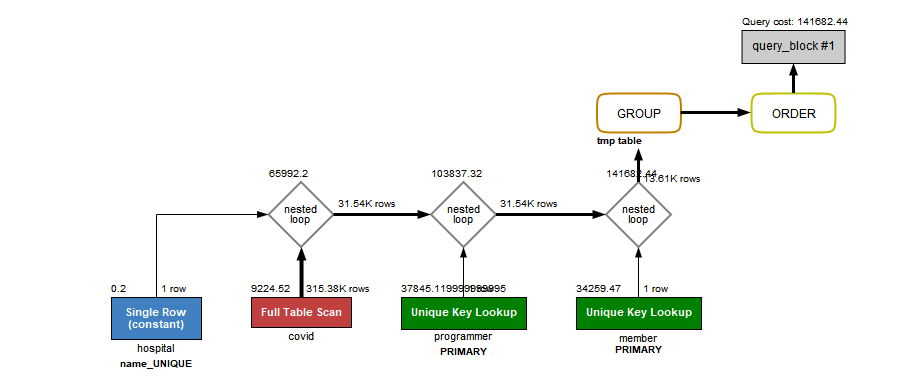 Query cost: 141682.44
query_block #1
GROUP
ORDER
tmp table
65992.2
103837.32
141682.44
13.61K rows
nested
loop
31.54K rows
nested
loop
31.54K rows
nested
loop
0.2
1 row
9224.52
315.38K rows
37845.119999999995
1 row
34259.47
1 row
Single Row
(constant)
Full Table Scan
Unique Key Lookup
Unique Key Lookup
hospital
covid
programmer
member
name_UNIQUE
PRIMARY
PRIMARY